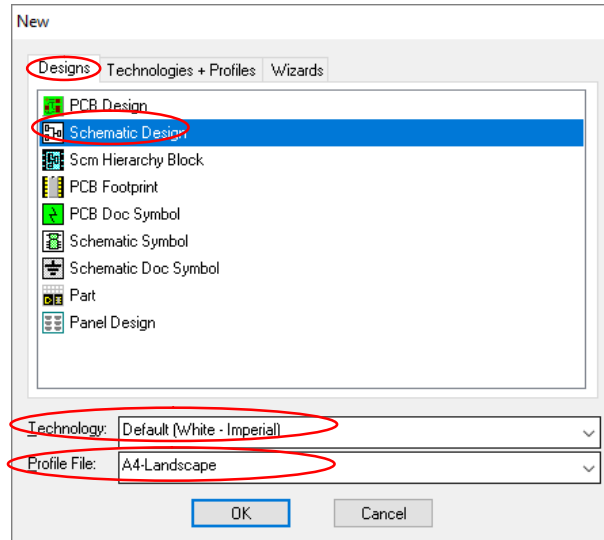 New
Designs Technologies + Profiles Wizards
PCB Design
Schematic Design
Scm Hierarchy Block
PCB Footprint
PCB Doc Symbol
Schematic Symbol
Schematic Doc Symbol
Part
Panel Design
Technology: Default (White - Imperial)
Profile File: A4-Landscape
OK Cancel